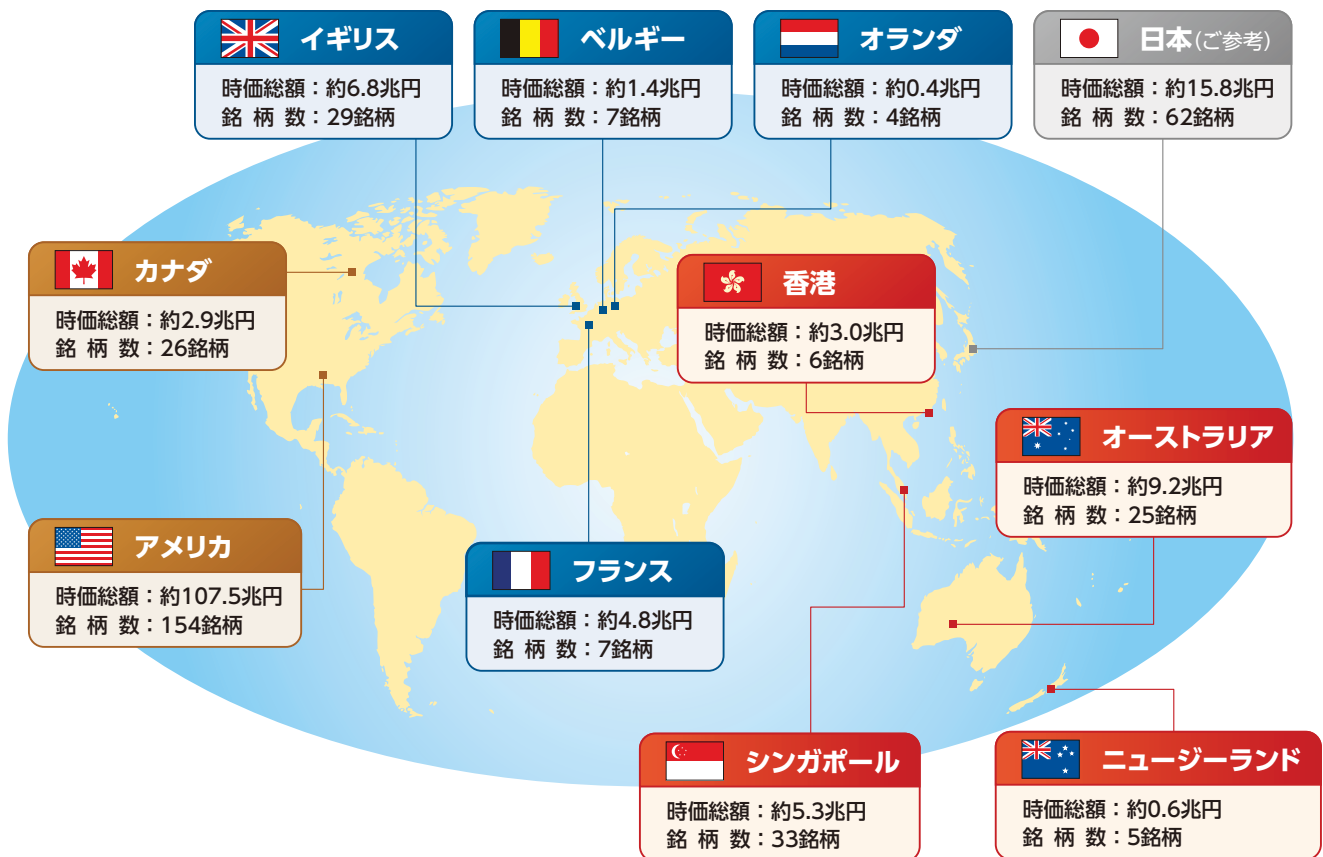 イギリス
時価総額：約6.8兆円
銘柄数：29銘柄
ベルギー
時価総額：約1.4兆円
銘柄数：7銘柄
オランダ
時価総額：約0.4兆円
銘柄数：4銘柄
日本(ご参考)
時価総額：約15.8兆円
銘柄数：62銘柄
カナダ
時価総額：約2.9兆円
銘柄数：26銘柄
香港
時価総額：約3.0兆円
銘柄数：6銘柄
オーストラリア
時価総額：約9.2兆円
銘柄数：25銘柄
アメリカ
時価総額：約107.5兆円
銘柄数：154銘柄
フランス
時価総額：約4.8兆円
銘柄数：7銘柄
シンガポール
時価総額：約5.3兆円
銘柄数：33銘柄
ニュージーランド
時価総額：約0.6兆円
銘柄数：5銘柄